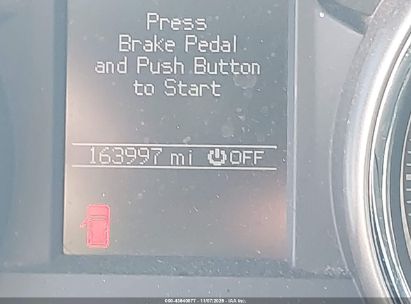 Press
Brake Pedal
and Push Button
to Start
163997 mi OFF